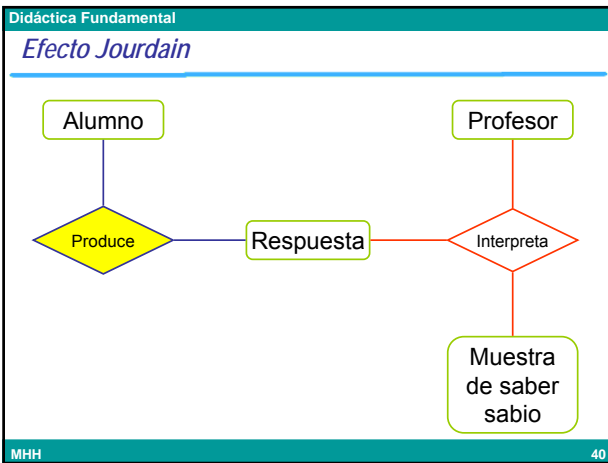 Didáctica Fundamental
Efecto Jourdain
Alumno
Profesor
Produce
Respuesta
Interpreta
Muestra
de saber
sabio
MHH
40